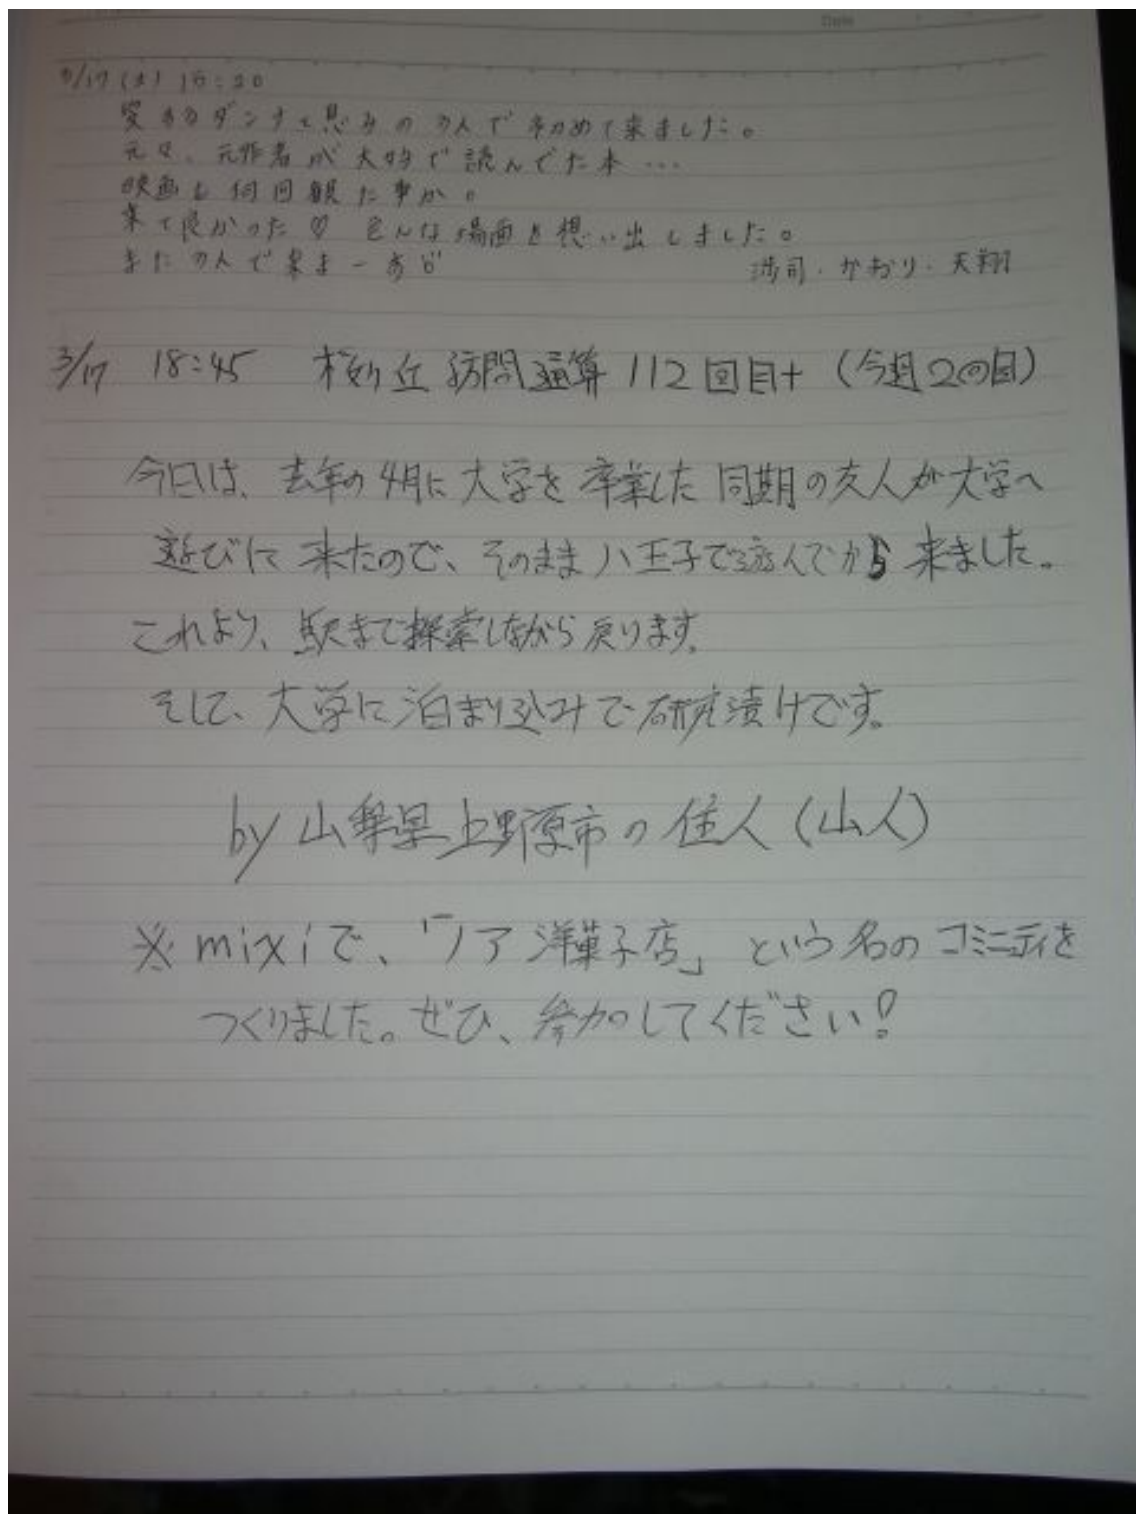 Date
3/17 (土) 15:20
愛するダンナと息子の3人で初めて来ました。
元々、元作者が大好で読んでた本…
映画も何回観た事か。
来て良かった♡ 色んな場面を想い出しました。
また3人で来まーす
渉司・かおり・天翔
3/17 18:45 桜ヶ丘訪問通算112回目+(今週2の目)
今日は、去年の4月に大学を卒業した同期の友人が大学へ
遊びに来たので、そのまま八王子で遊んでから来ました。
これより、駅まで探索しながら戻ります。
そして、大学に泊まり込みで研究漬けです。
by 山梨県上野原市の住人(山人)
※mixiで、「ノア洋菓子店」という名のコミニティを
つくりました。ぜひ、参加してください!